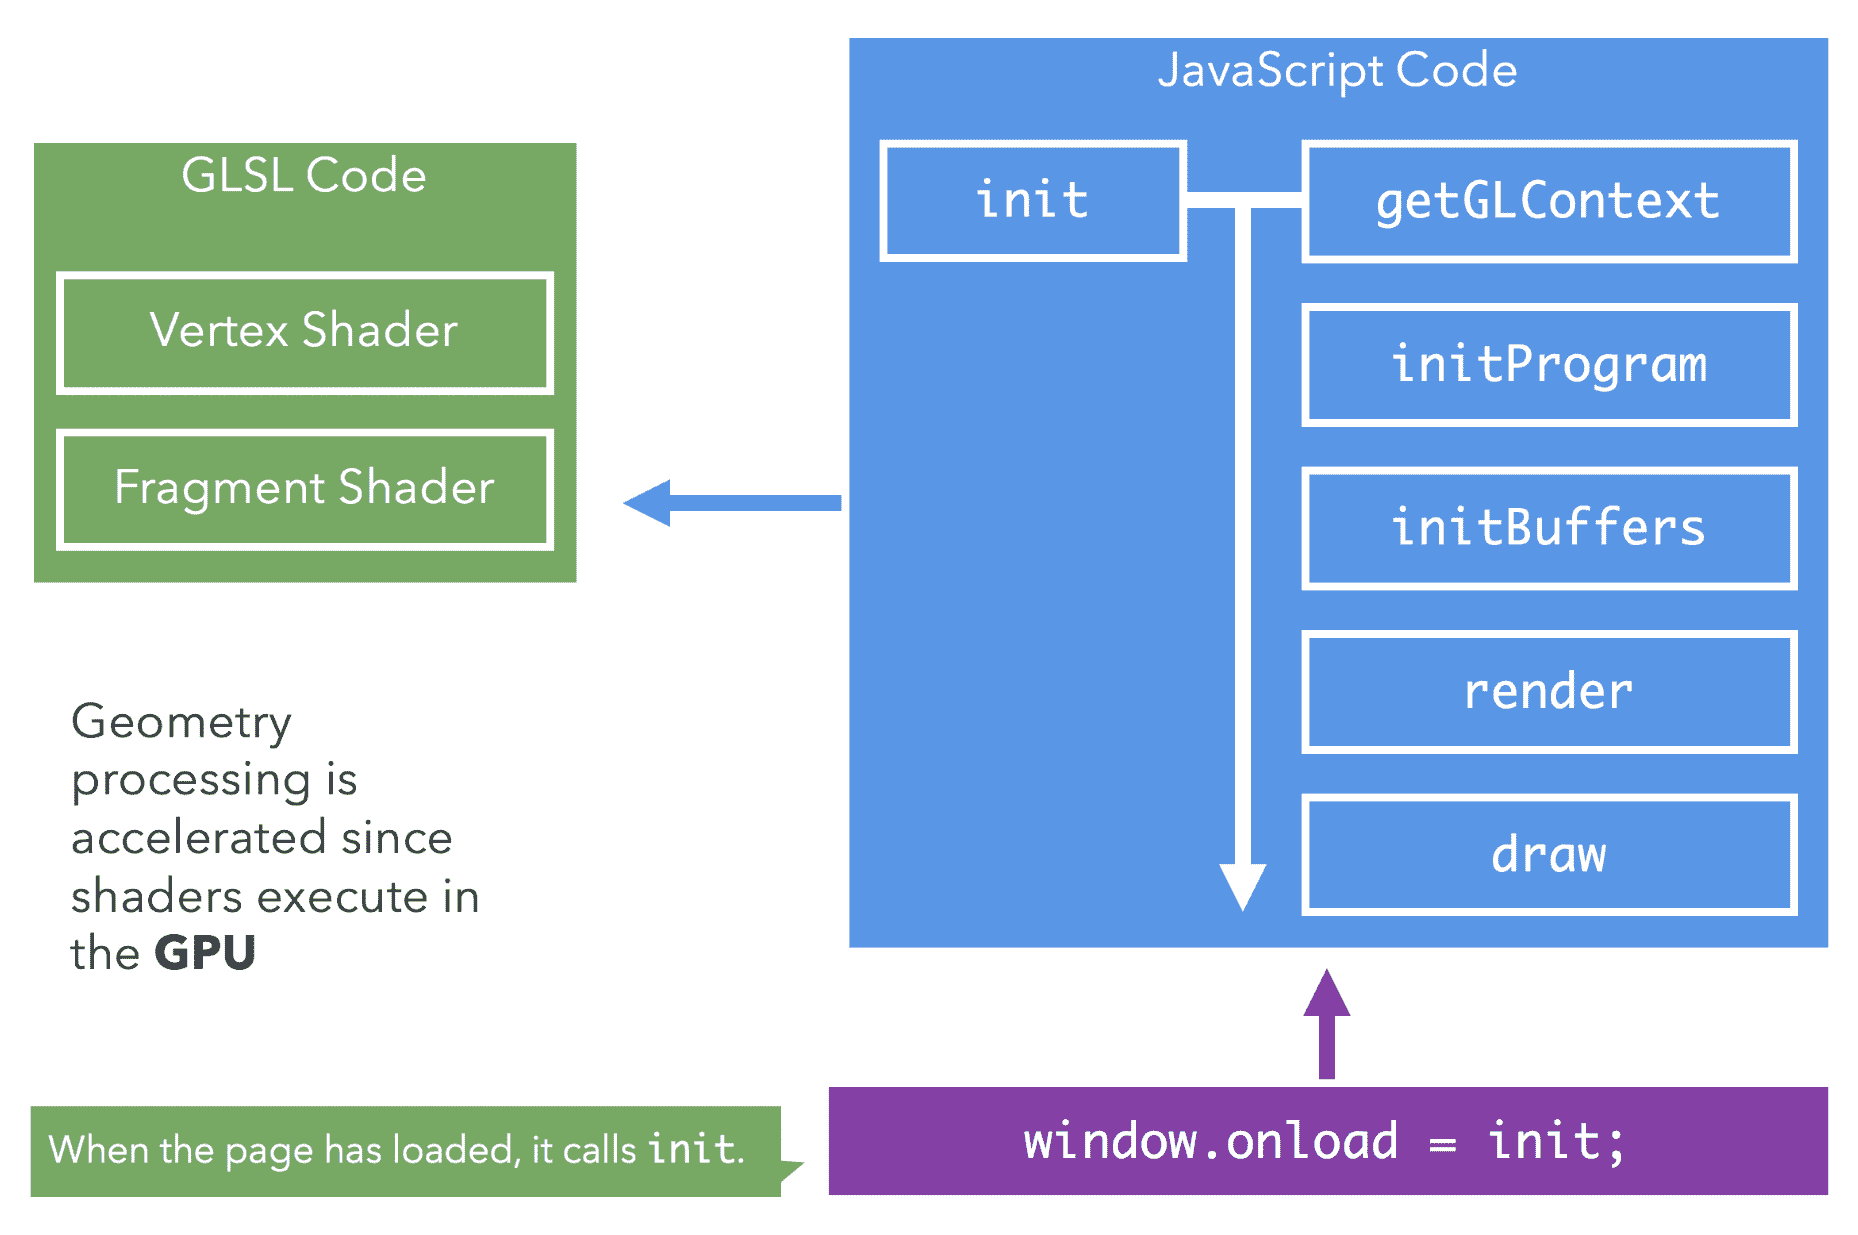 GLSL Code
Vertex Shader
Fragment Shader
Geometry
processing is
accelerated since
shaders execute in
the GPU
JavaScript Code
init
getGLContext
initProgram
initBuffers
render
draw
When the page has loaded, it calls init.
window.onload = init;